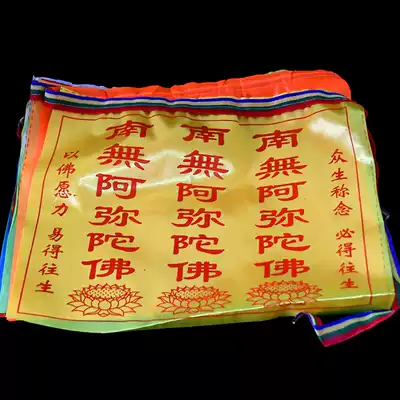 众生称念 必得往生
南無阿弥陀佛
南無阿弥陀佛
南無阿弥陀佛
以佛愿力 易得往生